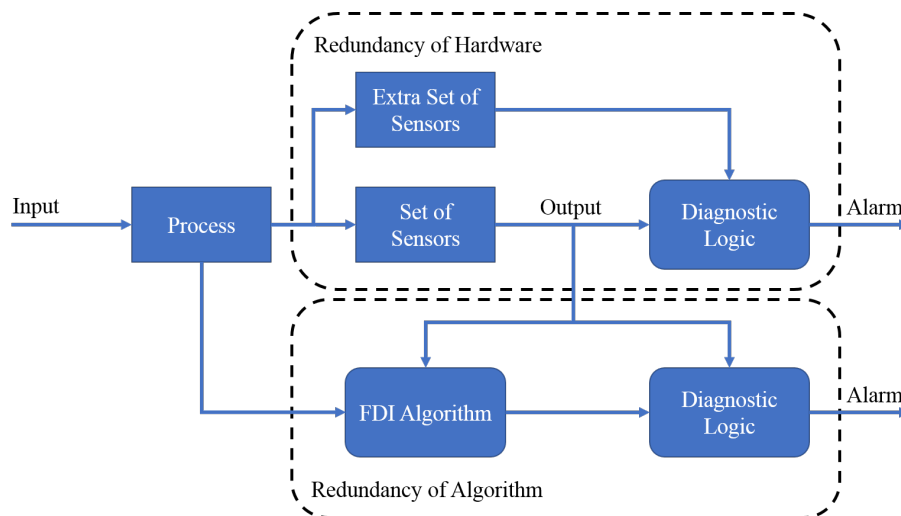 Redundancy of Hardware
Extra Set of
Sensors
Input
Process
Set of
Sensors
Output
Diagnostic
Logic
Alarm
FDI Algorithm
Diagnostic
Logic
Alarm
Redundancy of Algorithm